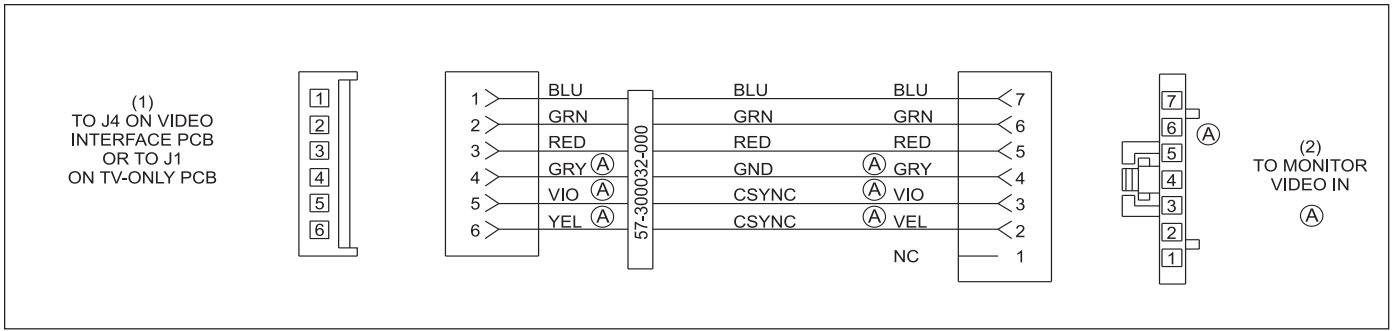 (1)
TO J4 ON VIDEO
INTERFACE PCB
OR TO J1
ON TV-ONLY PCB
1
2
3
4
5
6
1 BLU BLU BLU 7
2 GRN GRN GRN 6
3 RED RED RED 5
4 GRY A GND A GRY 4
5 VIO A CSYNC A VIO 3
6 YEL A CSYNC A VEL 2
NC 1
57-300032-000
7
6
5
4
3
2
1
A
(2)
TO MONITOR
VIDEO IN
A